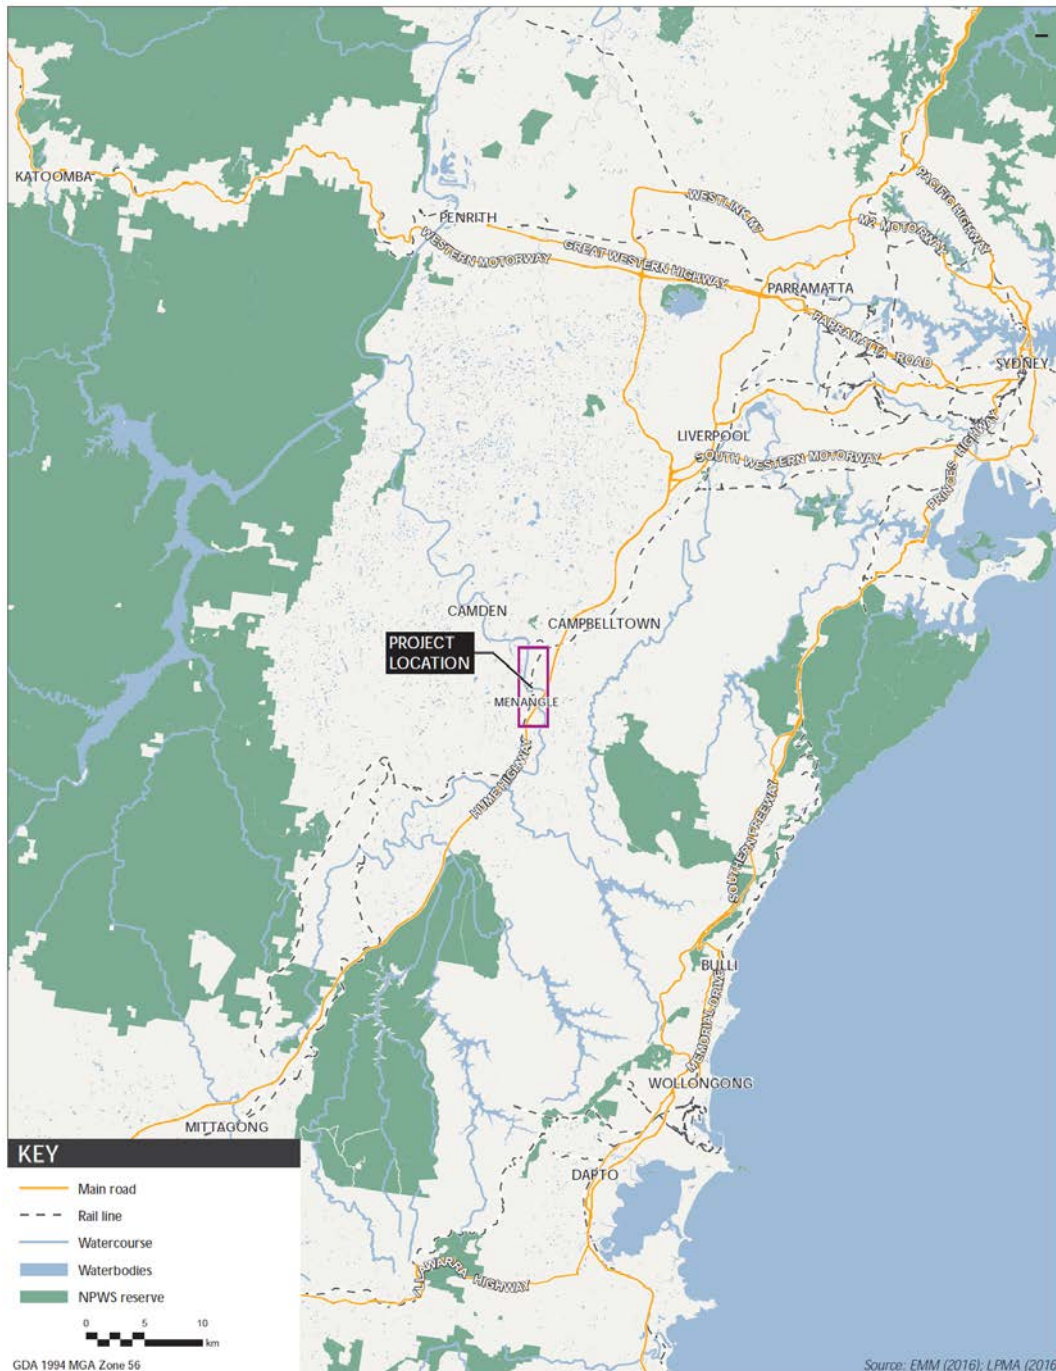 KATOOMBA
PENRITH
WESTERN MOTORWAY
GREAT WESTERN HIGHWAY
WESTLINK M7
M2 MOTORWAY
PACIFIC HIGHWAY
PARRAMATTA
PARRAMATTA ROAD
SYDNEY
LIVERPOOL
SOUTH WESTERN MOTORWAY
PRINCES HIGHWAY
CAMDEN
CAMPBELLTOWN
PROJECT
LOCATION
MENANGLE
HUME HIGHWAY
SOUTHERN FREEWAY
BULLI
MEMORIAL DRIVE
WOLLONGONG
MITTAGONG
DAPTO
ILLAWARRA HIGHWAY
KEY
Main road
Rail line
Watercourse
Waterbodies
NPWS reserve
0 5 10
km
GDA 1994 MGA Zone 56
Source: EMM (2016); LPMA (2016